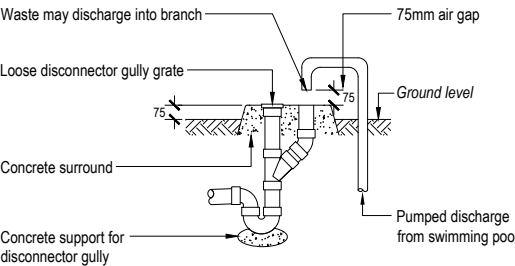 Waste may discharge into branch
75mm air gap
Loose disconnector gully grate
75
Ground level
75
Concrete surround
Pumped discharge
from swimming poo
Concrete support for
disconnector gully